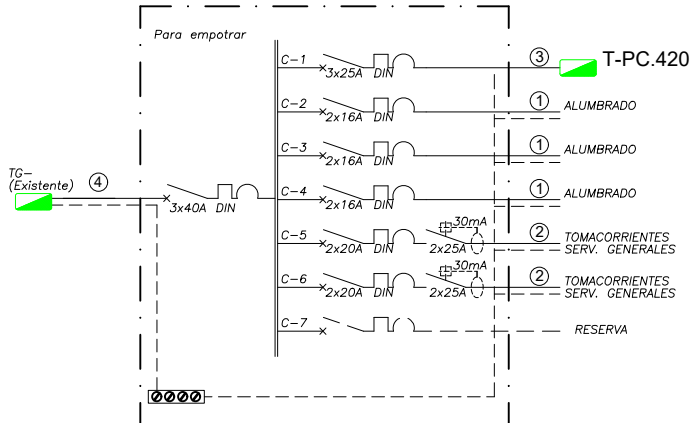 Para empotrar
C-1
3x25A DIN
3
T-PC.420
C-2
2x16A DIN
1
ALUMBRADO
C-3
2x16A DIN
1
ALUMBRADO
TG-
(Existente)
4
3x40A DIN
C-4
2x16A DIN
1
ALUMBRADO
C-5
2x20A DIN
30mA
2x25A
2
TOMACORRIENTES
SERV. GENERALES
C-6
2x20A DIN
30mA
2x25A
2
TOMACORRIENTES
SERV. GENERALES
C-7
RESERVA